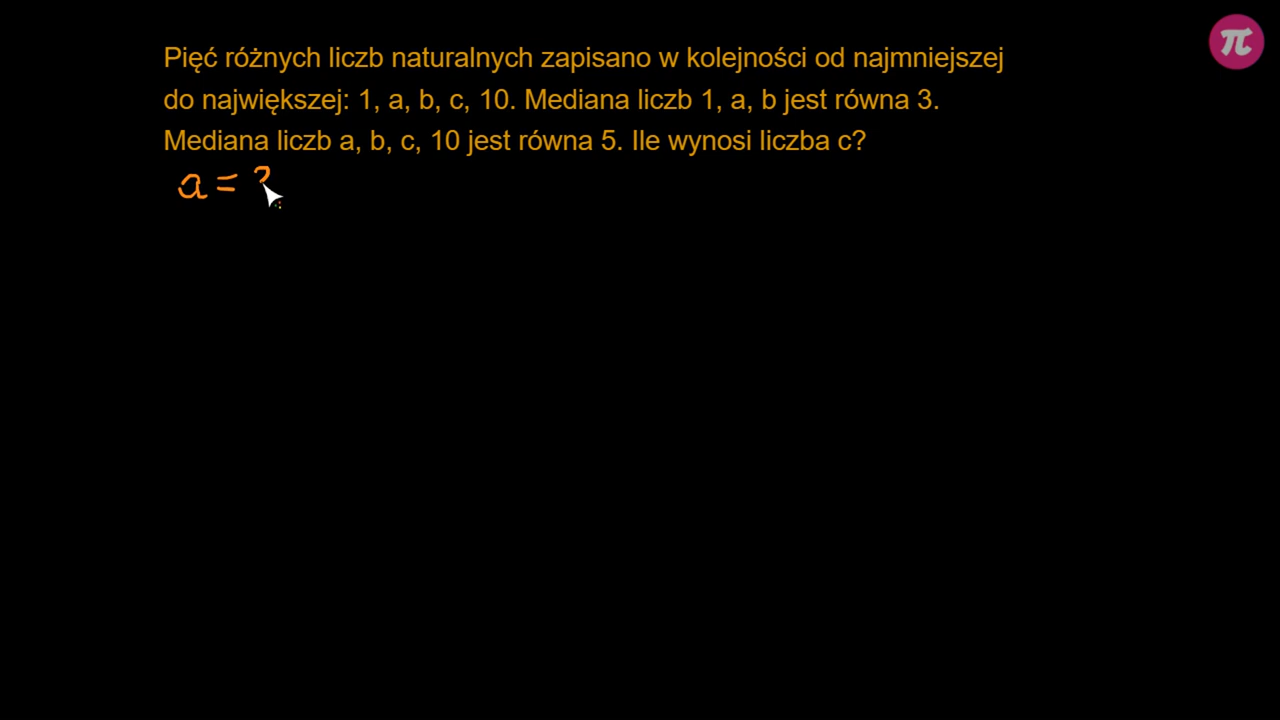 Pięć różnych liczb naturalnych zapisano w kolejności od najmniejszej
do największej: 1, a, b, c, 10. Mediana liczb 1, a, b jest równa 3.
Mediana liczb a, b, c, 10 jest równa 5. Ile wynosi liczba c?
a =
π